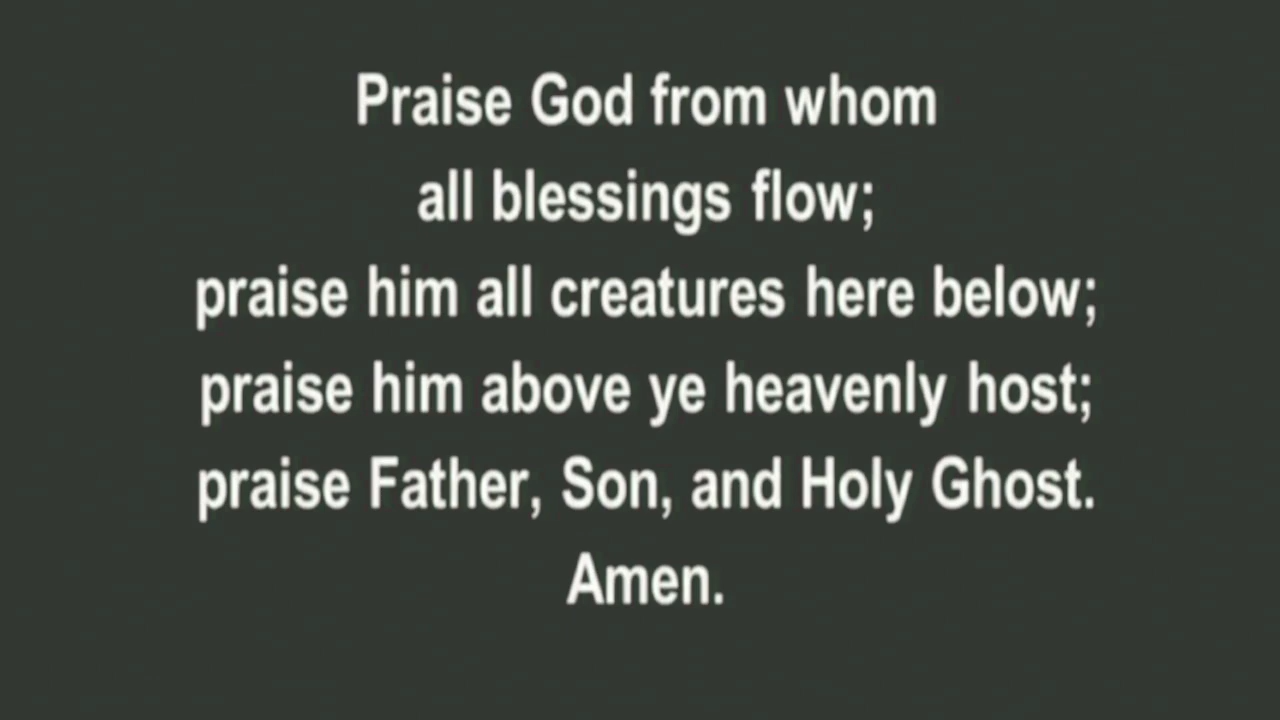 Praise God from whom
all blessings flow;
praise him all creatures here below;
praise him above ye heavenly host;
praise Father, Son, and Holy Ghost.
Amen.